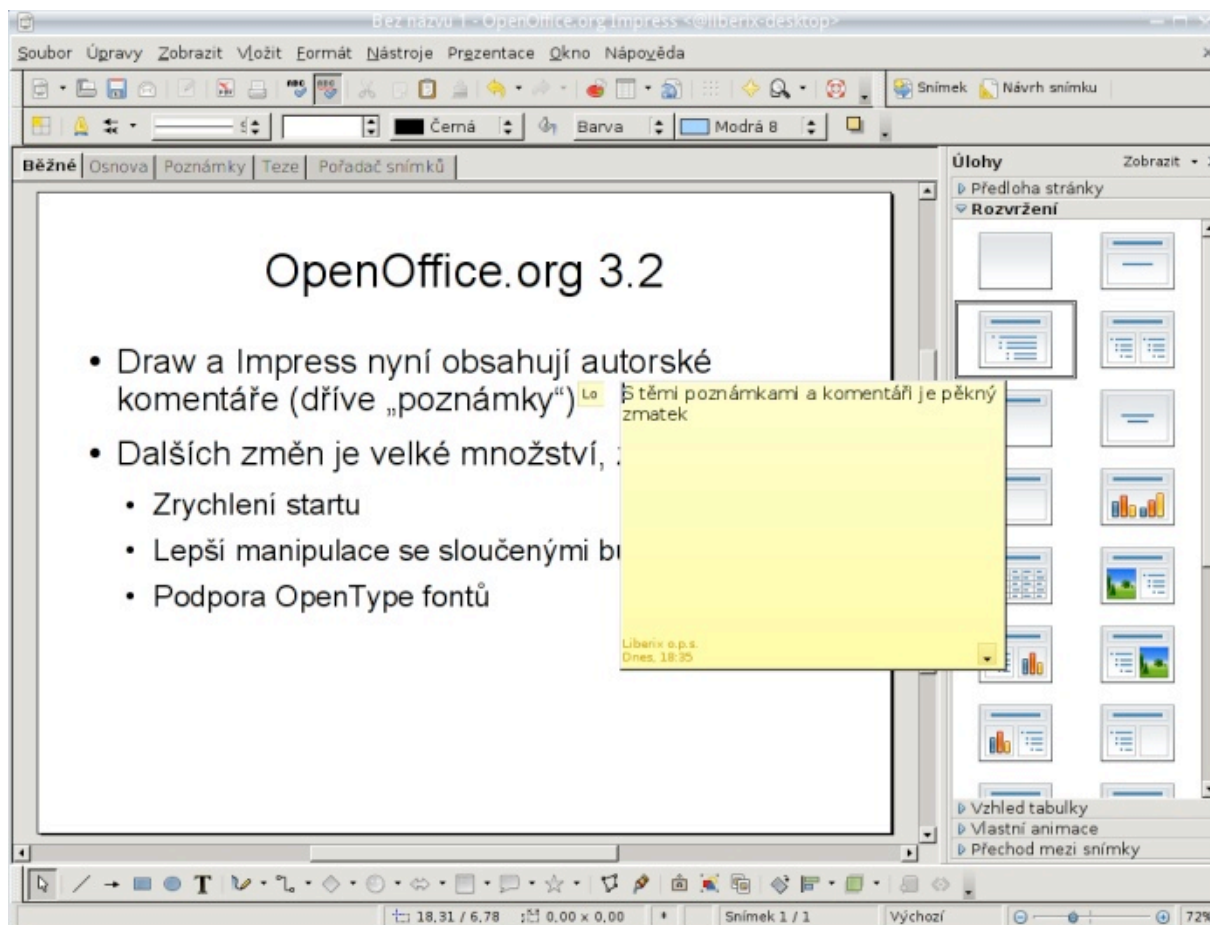 Bez názvu 1 - OpenOffice.org Impress <@liberix-desktop>
Soubor Úpravy Zobrazit Vložit Formát Nástroje Prezentace Okno Nápověda
Snímek Návrh snímku
Černá Barva Modrá 8
Běžné Osnova Poznámky Teze Pořadač snímků
Úlohy Zobrazit
Předloha stránky
Rozvržení
OpenOffice.org 3.2
• Draw a Impress nyní obsahují autorské
komentáře (dříve „poznámky“) Lo
S těmi poznámkami a komentáři je pěkný
zmatek
• Dalších změn je velké množství,
• Zrychlení startu
• Lepší manipulace se sloučenými
• Podpora OpenType fontů
Liberix o.p.s.
Dnes, 18:35
Vzhled tabulky
Vlastní animace
Přechod mezi snímky
18,31 / 6,78 0,00 x 0,00 * Snímek 1 / 1 Výchozí 72%